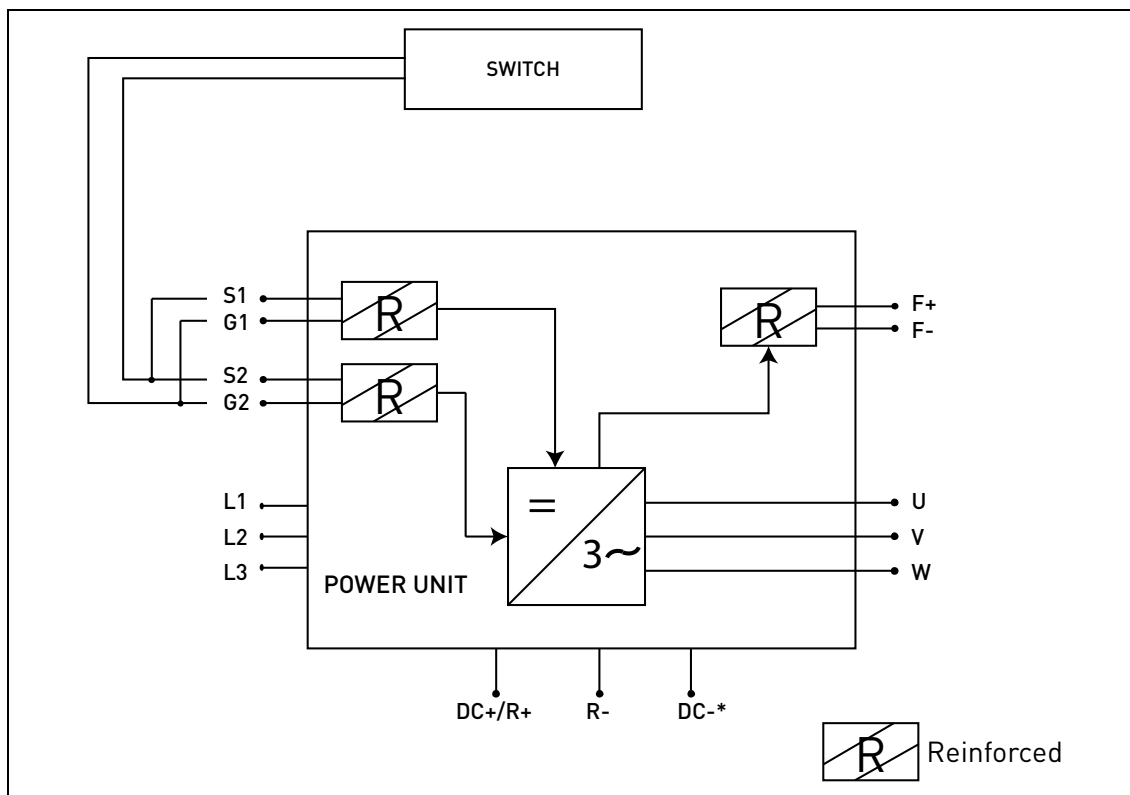 SWITCH
S1
G1
S2
G2
R
R
R
F+
F-
L1
L2
L3
POWER UNIT
=
3~
U
V
W
DC+/R+
R-
DC-*
R
Reinforced